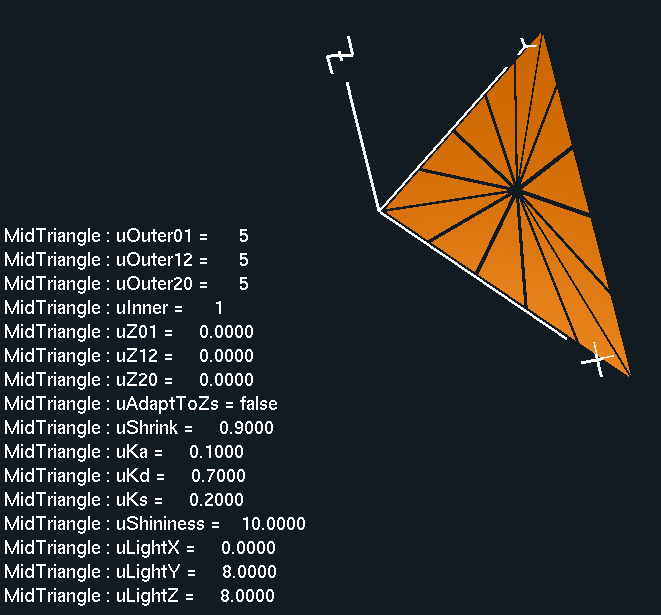 Z
Y
X
MidTriangle : uOuter01 = 5
MidTriangle : uOuter12 = 5
MidTriangle : uOuter20 = 5
MidTriangle : uInner = 1
MidTriangle : uZ01 = 0.0000
MidTriangle : uZ12 = 0.0000
MidTriangle : uZ20 = 0.0000
MidTriangle : uAdaptToZs = false
MidTriangle : uShrink = 0.9000
MidTriangle : uKa = 0.1000
MidTriangle : uKd = 0.7000
MidTriangle : uKs = 0.2000
MidTriangle : uShininess = 10.0000
MidTriangle : uLightX = 0.0000
MidTriangle : uLightY = 8.0000
MidTriangle : uLightZ = 8.0000